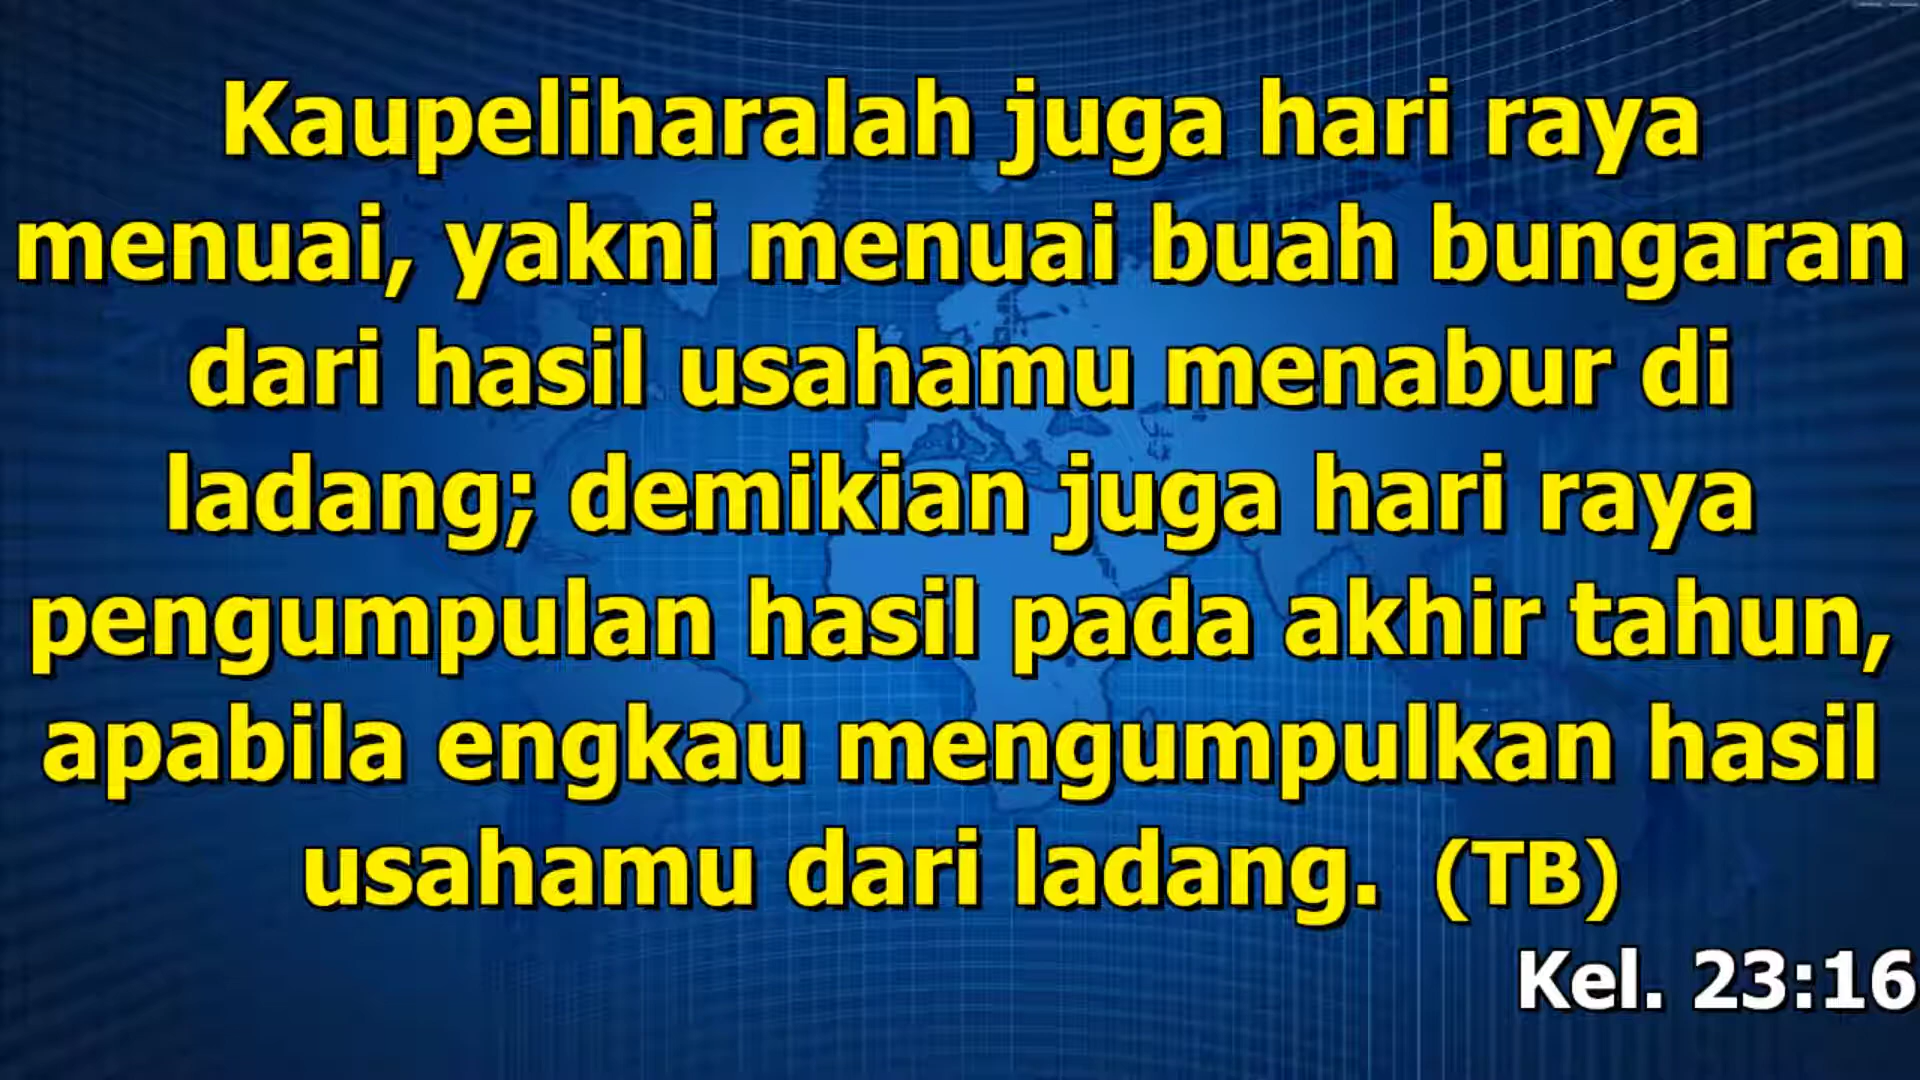 Kaupeliharalah juga hari raya
menuai, yakni menuai buah bungaran
dari hasil usahamu menabur di
ladang; demikian juga hari raya
pengumpulan hasil pada akhir tahun,
apabila engkau mengumpulkan hasil
usahamu dari ladang. (TB)
Kel. 23:16